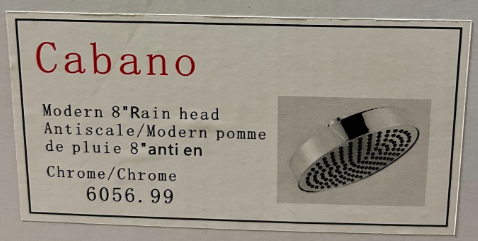 Cabano
Modern 8"Rain head
Antiscale/Modern pomme
de pluie 8"anti en
Chrome/Chrome
6056.99